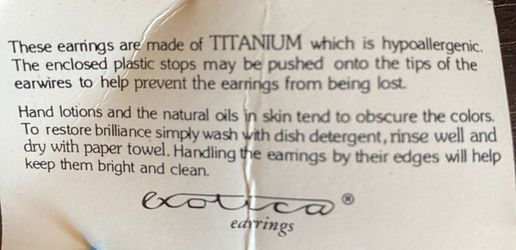 These earrings are made of TITANIUM which is hypoallergenic.
The enclosed plastic stops may be pushed onto the tips of the
earwires to help prevent the earrings from being lost.
Hand lotions and the natural oils in skin tend to obscure the colors.
To restore brilliance simply wash with dish detergent, rinse well and
dry with paper towel. Handling the earrings by their edges will help
keep them bright and clean.
exotica ®
earrings